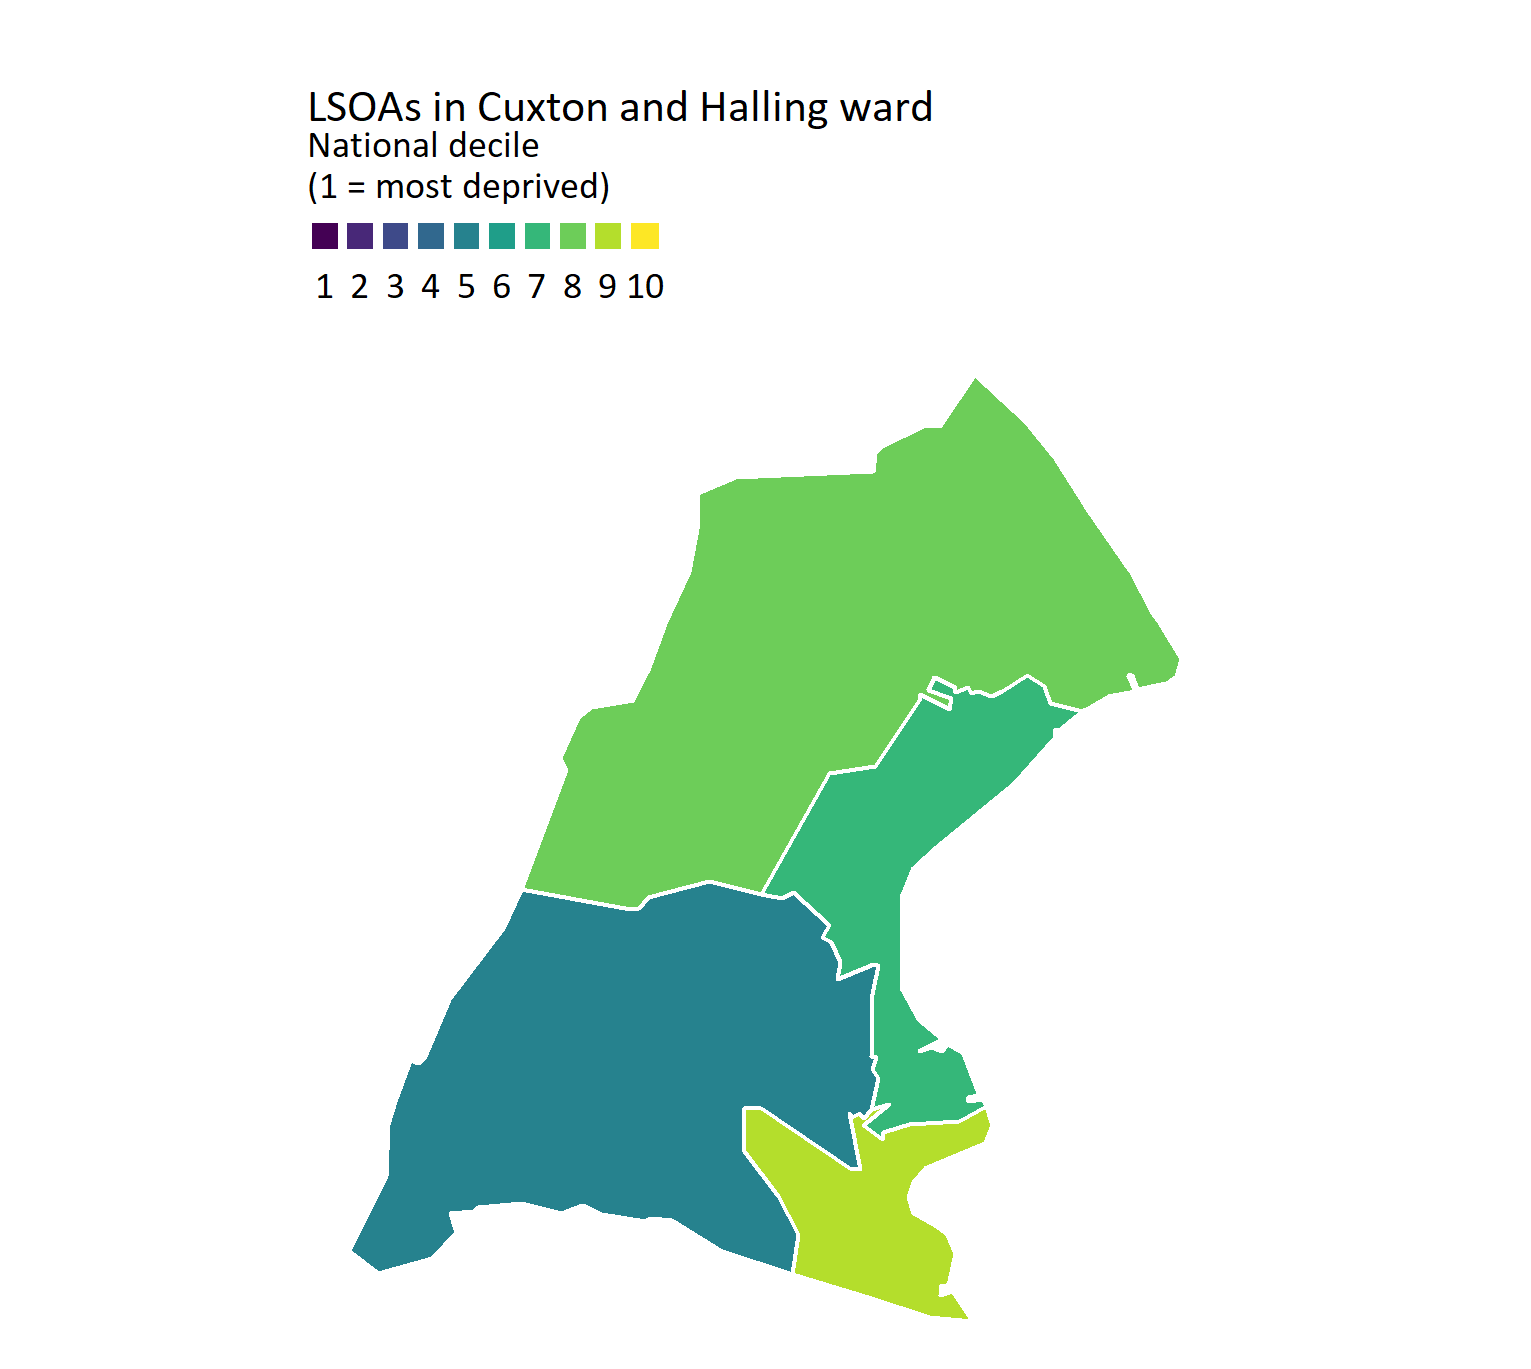 LSOAs in Cuxton and Halling ward
National decile
(1 = most deprived)
1 2 3 4 5 6 7 8 9 10